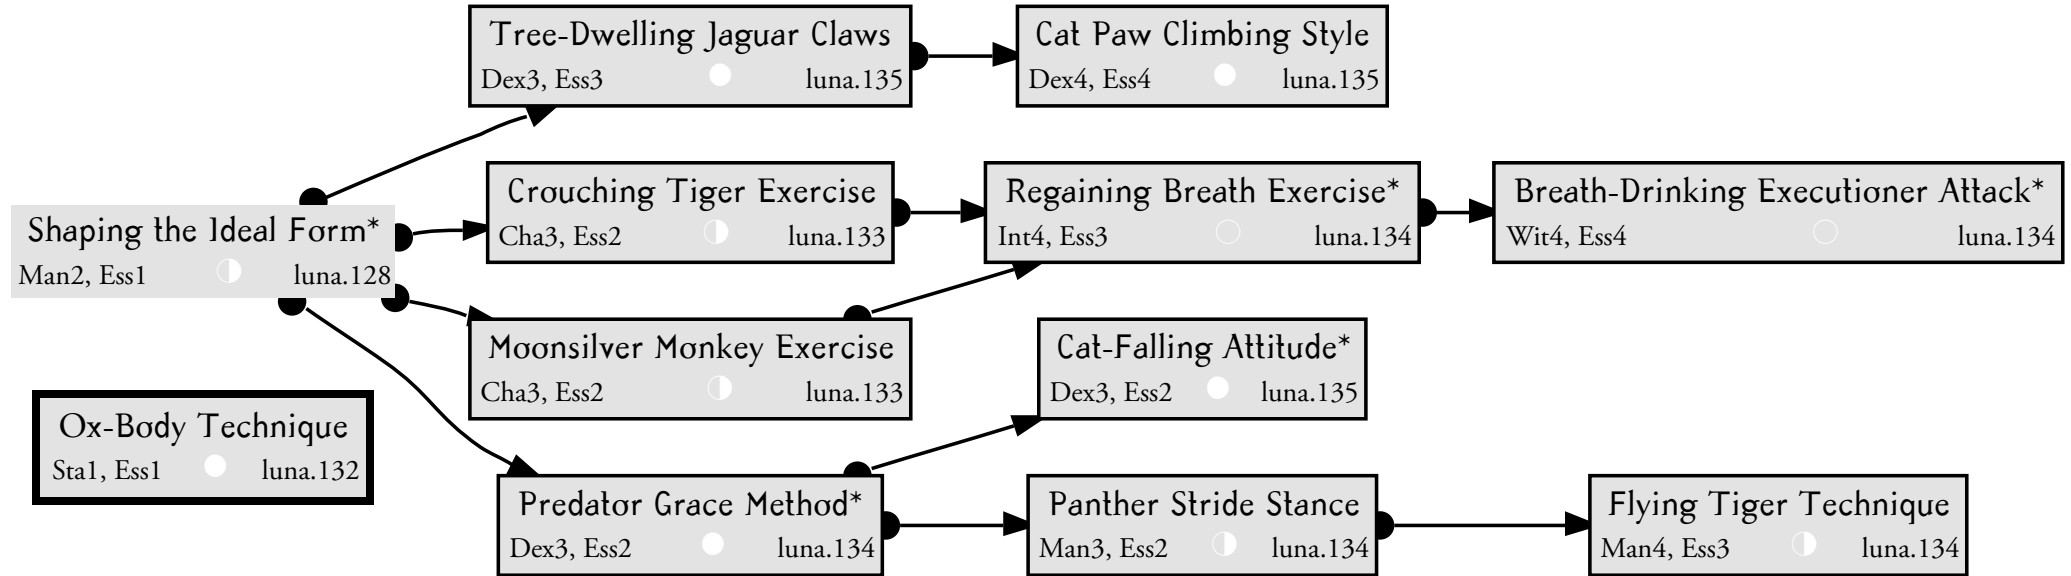 Tree-Dwelling Jaguar Claws
Dex3, Ess3 luna.135
Cat Paw Climbing Style
Dex4, Ess4 luna.135
Shaping the Ideal Form*
Man2, Ess1 luna.128
Crouching Tiger Exercise
Cha3, Ess2 luna.133
Regaining Breath Exercise*
Int4, Ess3 luna.134
Breath-Drinking Executioner Attack*
Wit4, Ess4 luna.134
Moonsilver Monkey Exercise
Cha3, Ess2 luna.133
Cat-Falling Attitude*
Dex3, Ess2 luna.135
Ox-Body Technique
Sta1, Ess1 luna.132
Predator Grace Method*
Dex3, Ess2 luna.134
Panther Stride Stance
Man3, Ess2 luna.134
Flying Tiger Technique
Man4, Ess3 luna.134